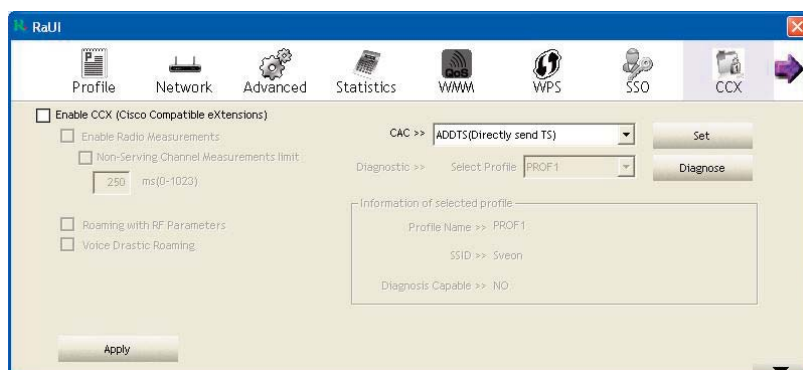 RaUI
Profile Network Advanced Statistics QoS WMM WPS SSO CCX
Enable CCX (Cisco Compatible eXtensions)
Enable Radio Measurements
Non-Serving Channel Measurements limit
250 ms(0-1023)
Roaming with RF Parameters
Voice Drastic Roaming
Apply
CAC >> ADDTS(Directly send TS) Set
Diagnostic >> Select Profile PROF1 Diagnose
Information of selected profile
Profile Name >> PROF1
SSID >> Sveon
Diagnosis Capable >> NO